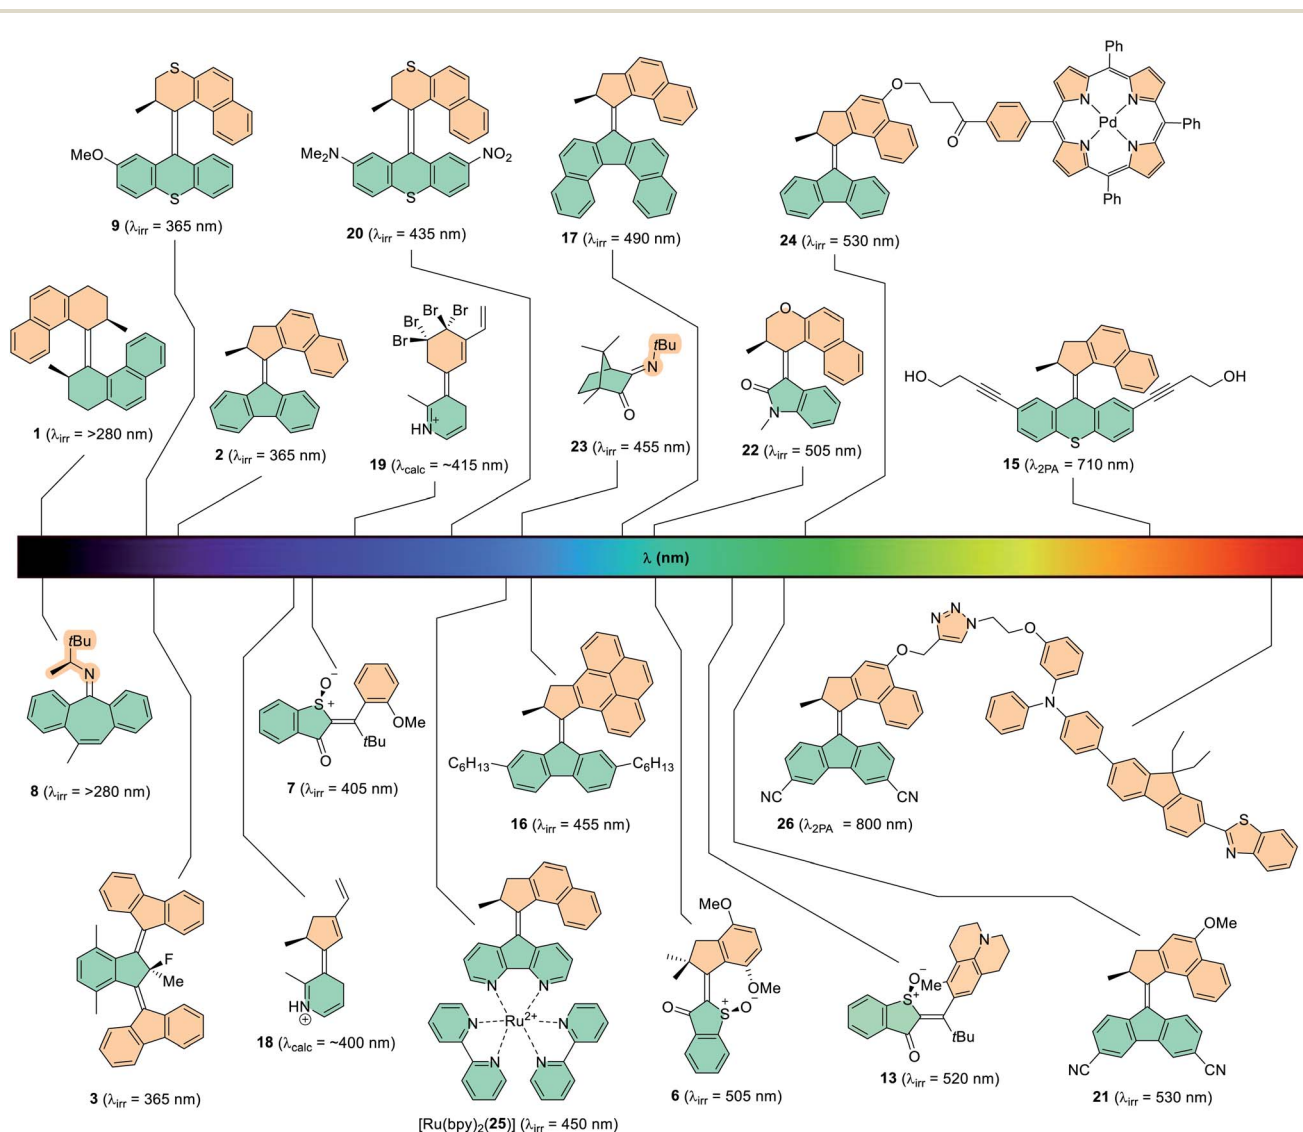 S
MeO
S
9 (λirr = 365 nm)
S
Me2N
NO2
S
20 (λirr = 435 nm)
17 (λirr = 490 nm)
O
O
24 (λirr = 530 nm)
Ph
N
N
Pd
Ph
N
N
Ph
1 (λirr = >280 nm)
2 (λirr = 365 nm)
Br
Br
Br
Br
HN
+
19 (λcalc = ~415 nm)
tBu
N
O
23 (λirr = 455 nm)
O
O
N
22 (λirr = 505 nm)
HO
OH
S
15 (λ2PA = 710 nm)
λ (nm)
tBu
N
8 (λirr = >280 nm)
O−
S
+
OMe
tBu
O
7 (λirr = 405 nm)
C6H13
C6H13
16 (λirr = 455 nm)
N
N
N
O
O
N
NC
CN
S
N
26 (λ2PA = 800 nm)
F
Me
3 (λirr = 365 nm)
HN
+
18 (λcalc = ~400 nm)
N
N
N
Ru2+
N
N
N
[Ru(bpy)2(25)] (λirr = 450 nm)
MeO
OMe
O
S
+
O−
6 (λirr = 505 nm)
N
O−
Me
S
+
tBu
O
13 (λirr = 520 nm)
OMe
NC
CN
21 (λirr = 530 nm)